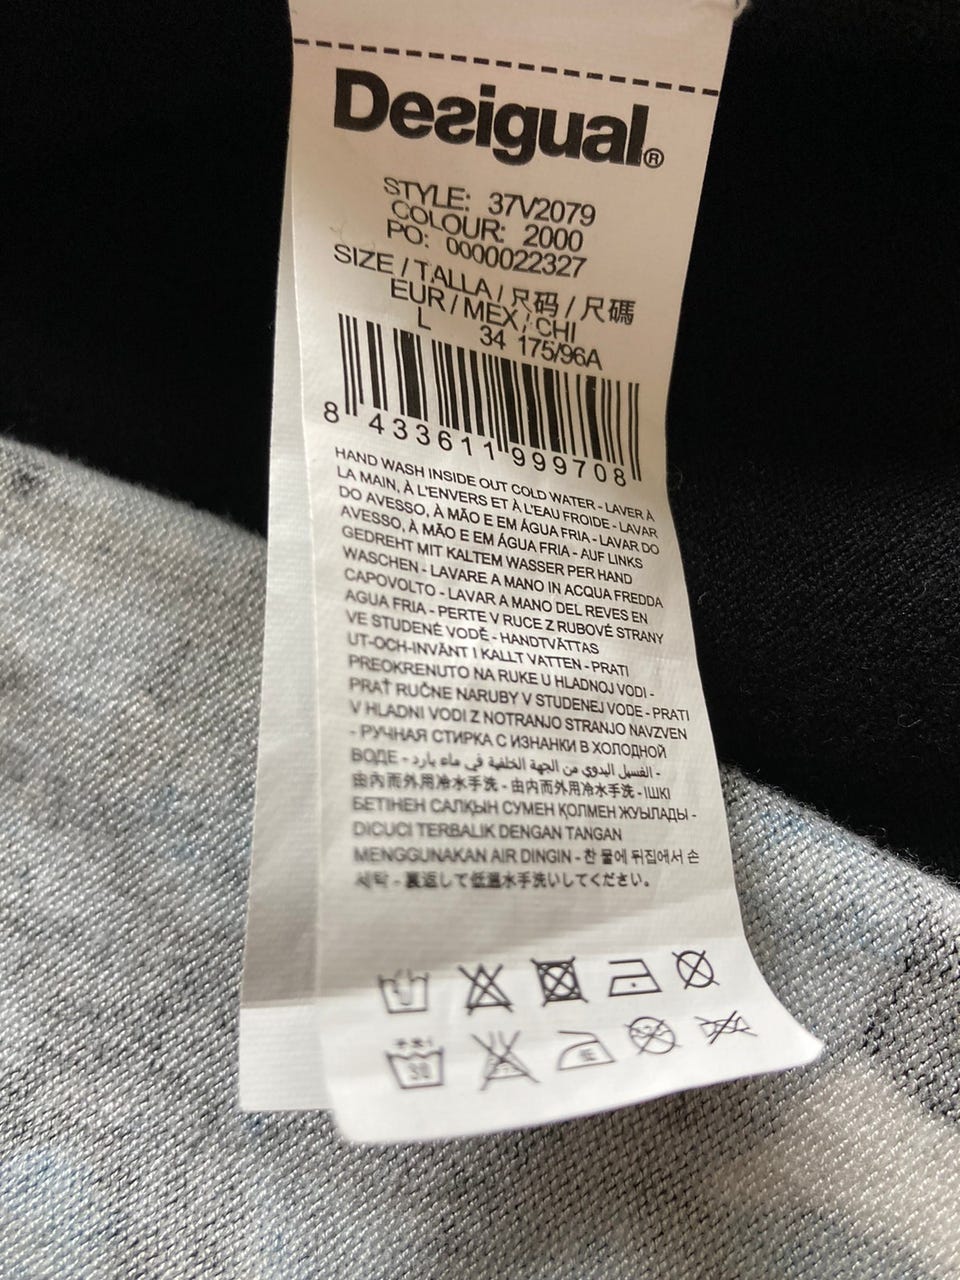 Desigual®
STYLE: 37V2079
COLOUR: 2000
PO: 0000022327
SIZE / TALLA / 尺码 / 尺碼
EUR / MEX / CHI
L 34 175/96A
8 433611 999708
HAND WASH INSIDE OUT COLD WATER - LAVER À
LA MAIN, À L'ENVERS ET À L'EAU FROIDE - LAVAR
DO AVESSO, À MÃO E EM ÁGUA FRIA - LAVAR DO
AVESSO, À MÃO E EM ÁGUA FRIA - AUF LINKS
GEDREHT MIT KALTEM WASSER PER HAND
WASCHEN - LAVARE A MANO IN ACQUA FREDDA
CAPOVOLTO - LAVAR A MANO DEL REVES EN
AGUA FRIA - PERTE V RUCE Z RUBOVÉ STRANY
VE STUDENÉ VODĚ - HANDTVÄTTAS
UT-OCH-INVÄNT I KALLT VATTEN - PRATI
PREOKRENUTO NA RUKE U HLADNOJ VODI -
PRAŤ RUČNE NARUBY V STUDENEJ VODE - PRATI
V HLADNI VODI Z NOTRANJO STRANJO NAVZVEN
- РУЧНАЯ СТИРКА С ИЗНАНКИ В ХОЛОДНОЙ
ВОДЕ - الغسيل اليدوي من الجهة الخلفية في ماء بارد -
由內而外用冷水手洗 - 由內而外用冷水手洗 - ІШКІ
БЕТІНЕН САЛҚЫН СУМЕН ҚОЛМЕН ЖУЫЛАДЫ -
DICUCI TERBALIK DENGAN TANGAN
MENGGUNAKAN AIR DINGIN - 찬 물에 뒤집에서 손
세탁 - 裏返して低温水手洗いしてください。
30